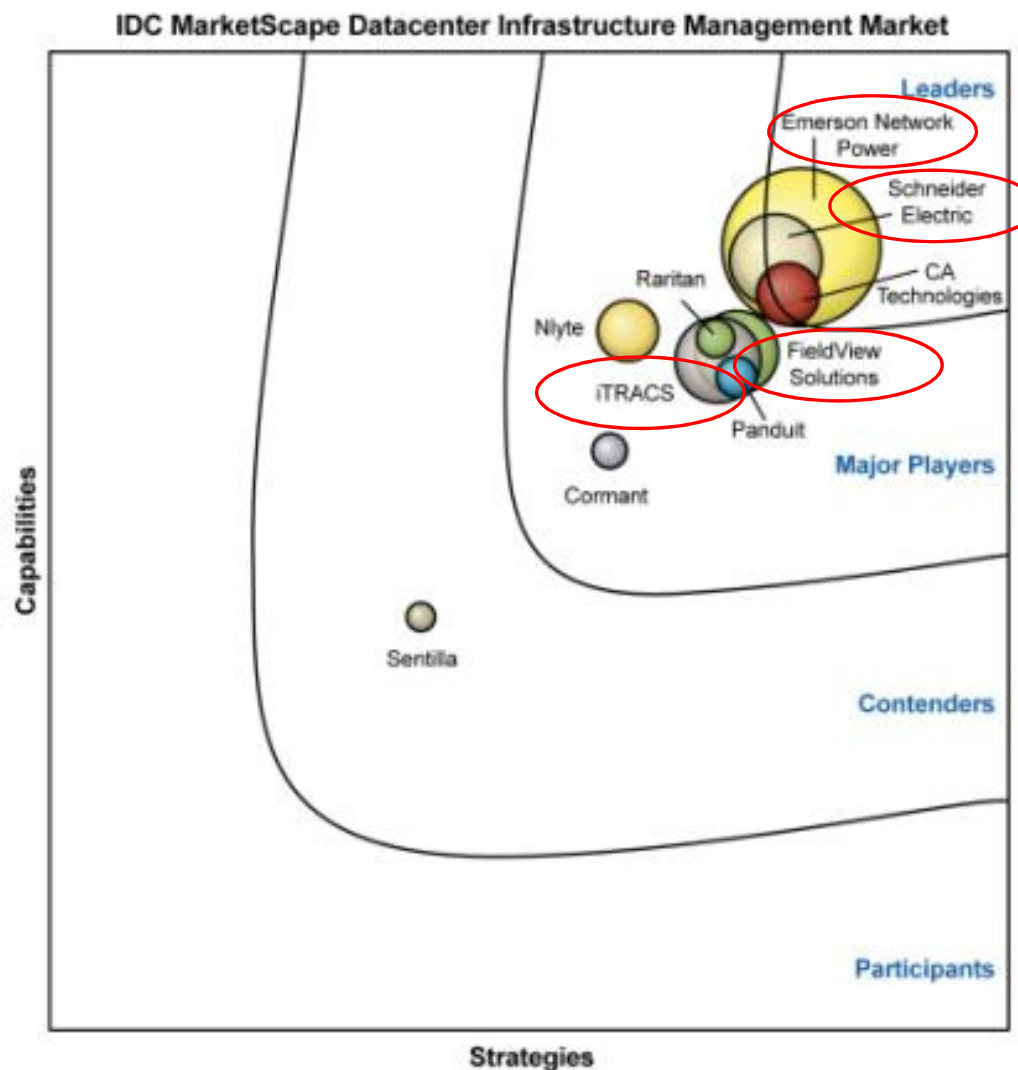 IDC MarketScape Datacenter Infrastructure Management Market
Leaders
Emerson Network
Power
Schneider
Electric
CA
Technologies
Raritan
Nlyte
FieldView
Solutions
iTRACS
Panduit
Major Players
Cormant
Capabilities
Sentilla
Contenders
Participants
Strategies